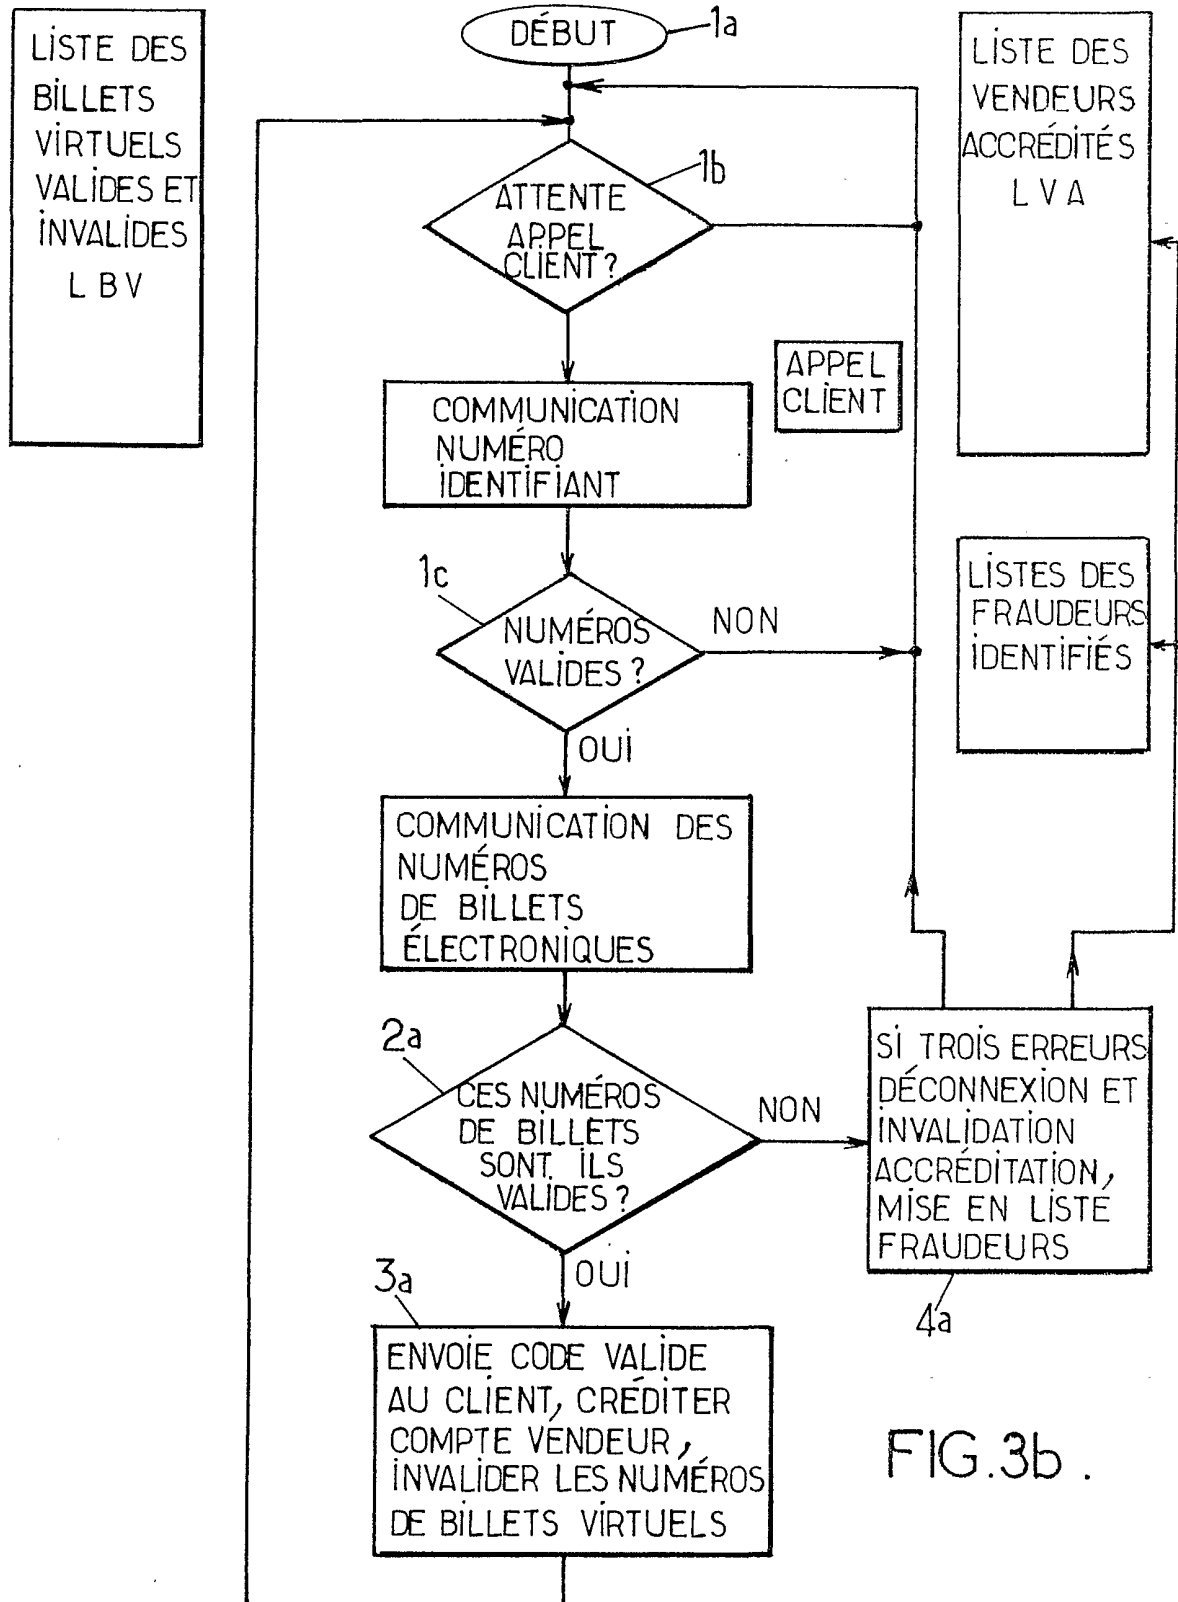 LISTE DES
BILLETS
VIRTUELS
VALIDES ET
INVALIDES
L B V
DÉBUT
1a
LISTE DES
VENDEURS
ACCRÉDITÉS
L V A
1b
ATTENTE
APPEL
CLIENT ?
APPEL
CLIENT
COMMUNICATION
NUMÉRO
IDENTIFIANT
1c
NUMÉROS
VALIDES ?
NON
OUI
LISTES DES
FRAUDEURS
IDENTIFIÉS
COMMUNICATION DES
NUMÉROS
DE BILLETS
ÉLECTRONIQUES
2a
CES NUMÉROS
DE BILLETS
SONT ILS
VALIDES ?
NON
OUI
SI TROIS ERREURS
DÉCONNEXION ET
INVALIDATION
ACCRÉDITATION,
MISE EN LISTE
FRAUDEURS
4a
3a
ENVOIE CODE VALIDE
AU CLIENT, CRÉDITER
COMPTE VENDEUR,
INVALIDER LES NUMÉROS
DE BILLETS VIRTUELS
FIG.3b.